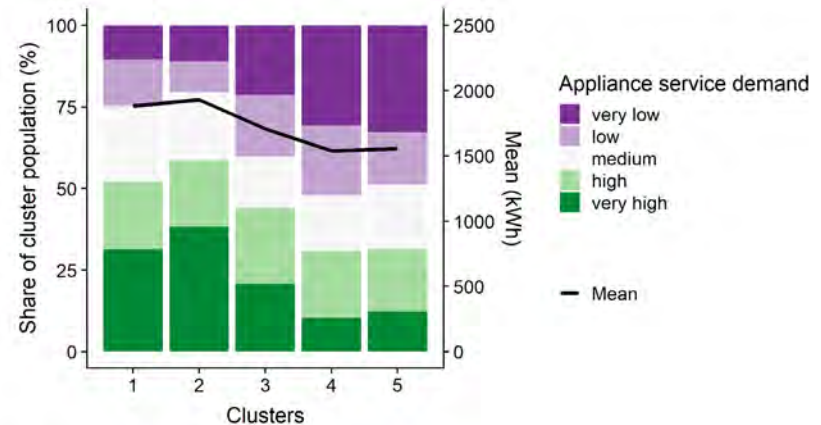 Share of cluster population (%)
100
75
50
25
0
1 2 3 4 5
Clusters
2500
2000
1500
1000
500
0
Mean (kWh)
Appliance service demand
very low
low
medium
high
very high
Mean